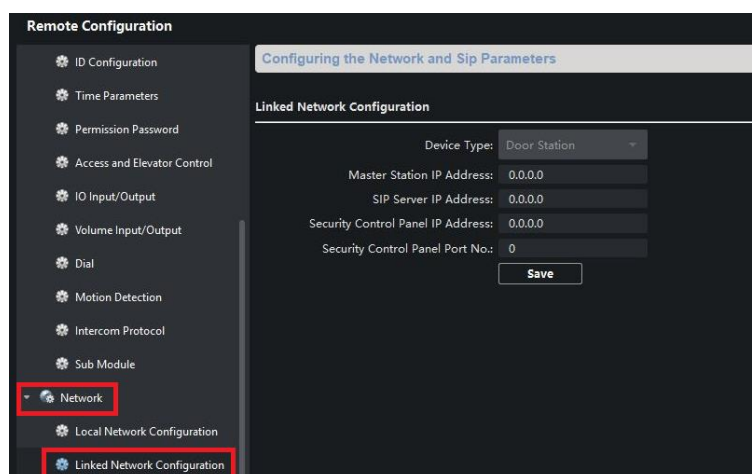 Remote Configuration
ID Configuration
Time Parameters
Permission Password
Access and Elevator Control
IO Input/Output
Volume Input/Output
Dial
Motion Detection
Intercom Protocol
Sub Module
Network
Local Network Configuration
Linked Network Configuration
Configuring the Network and Sip Parameters
Linked Network Configuration
Device Type: Door Station
Master Station IP Address: 0.0.0.0
SIP Server IP Address: 0.0.0.0
Security Control Panel IP Address: 0.0.0.0
Security Control Panel Port No.: 0
Save